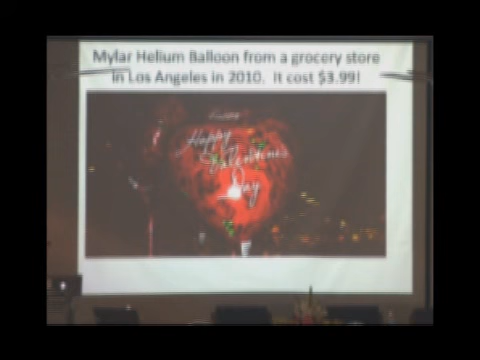 Mylar Helium Balloon from a grocery store
in Los Angeles in 2010. It cost $3.99!
Happy
Valentine's
Day